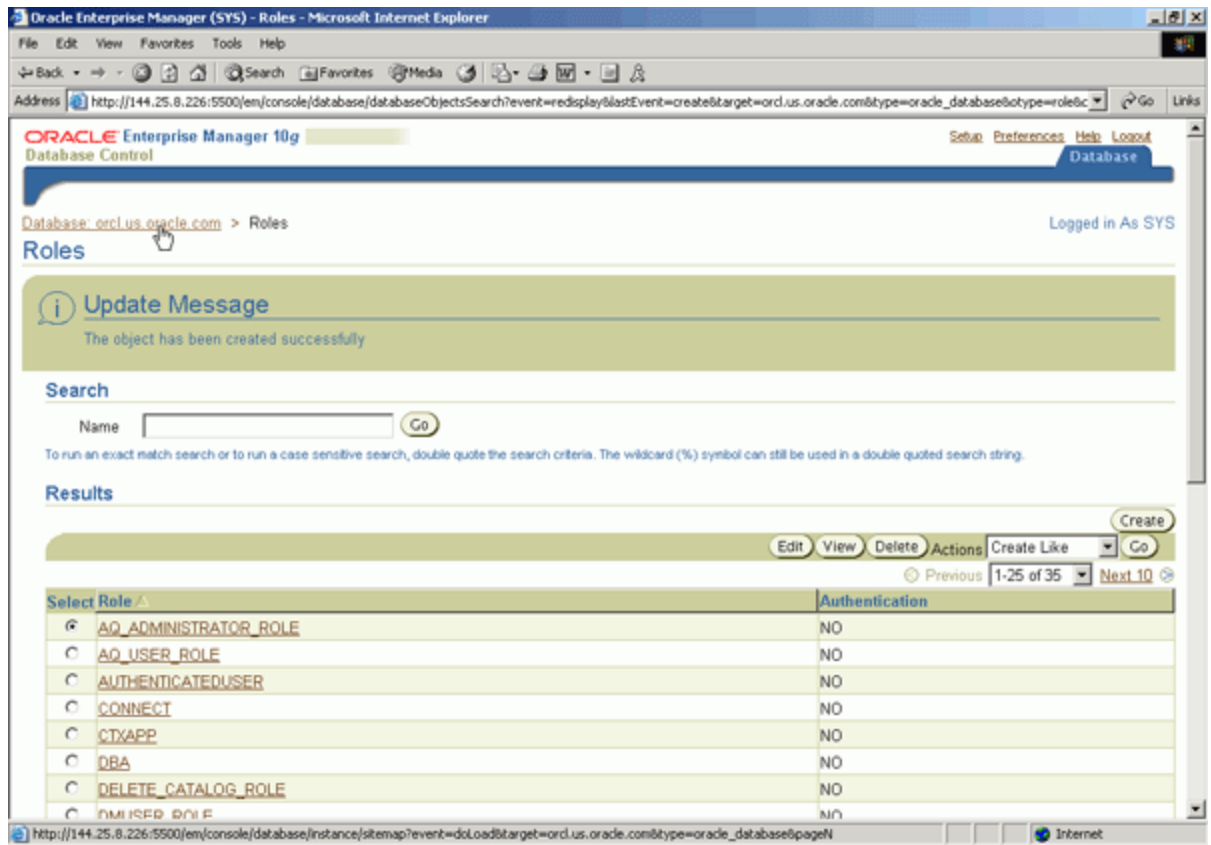 Oracle Enterprise Manager (SYS) - Roles - Microsoft Internet Explorer
File Edit View Favorites Tools Help
Back Search Favorites Media
Address http://144.25.8.226:5500/em/console/database/databaseObjectsSearch?event=redisplay&lastEvent=create&target=orcl.us.oracle.com&type=oracle_database&otype=role&c Go Links
ORACLE Enterprise Manager 10g
Database Control
Setup Preferences Help Logout
Database
Database: orcl.us.oracle.com > Roles
Logged in As SYS
Roles
i Update Message
The object has been created successfully
Search
Name Go
To run an exact match search or to run a case sensitive search, double quote the search criteria. The wildcard (%) symbol can still be used in a double quoted search string.
Results
Create
Edit View Delete Actions Create Like Go
Previous 1-25 of 35 Next 10
Select Role Authentication
AQ_ADMINISTRATOR_ROLE NO
AQ_USER_ROLE NO
AUTHENTICATEDUSER NO
CONNECT NO
CTXAPP NO
DBA NO
DELETE_CATALOG_ROLE NO
DMUSER_ROLE NO
http://144.25.8.226:5500/em/console/database/instance/sitemap?event=doLoad&target=orcl.us.oracle.com&type=oracle_database&pageN Internet